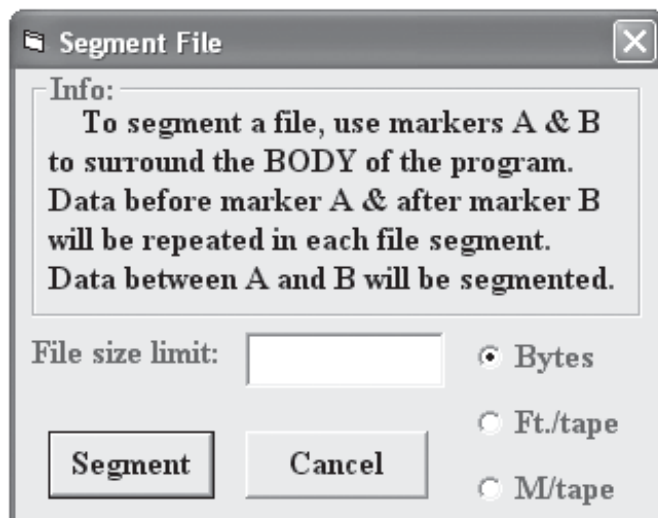 Segment File
Info:
To segment a file, use markers A & B
to surround the BODY of the program.
Data before marker A & after marker B
will be repeated in each file segment.
Data between A and B will be segmented.
File size limit:
Bytes
Ft./tape
Segment Cancel
M/tape